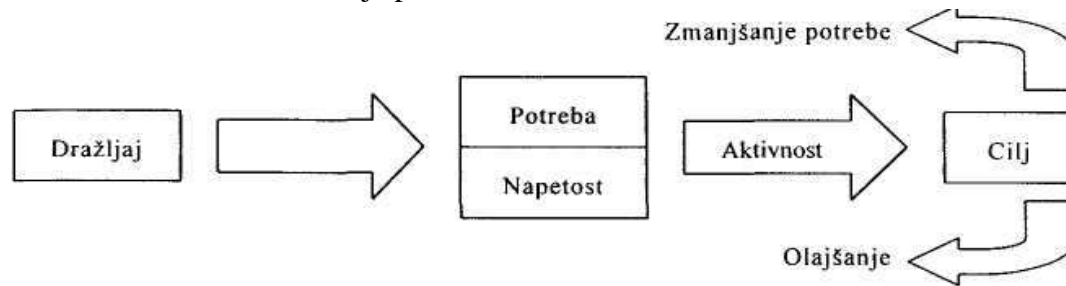 Zmanjšanje potrebe
Dražljaj
Potreba
Napetost
Aktivnost
Cilj
Olajšanje